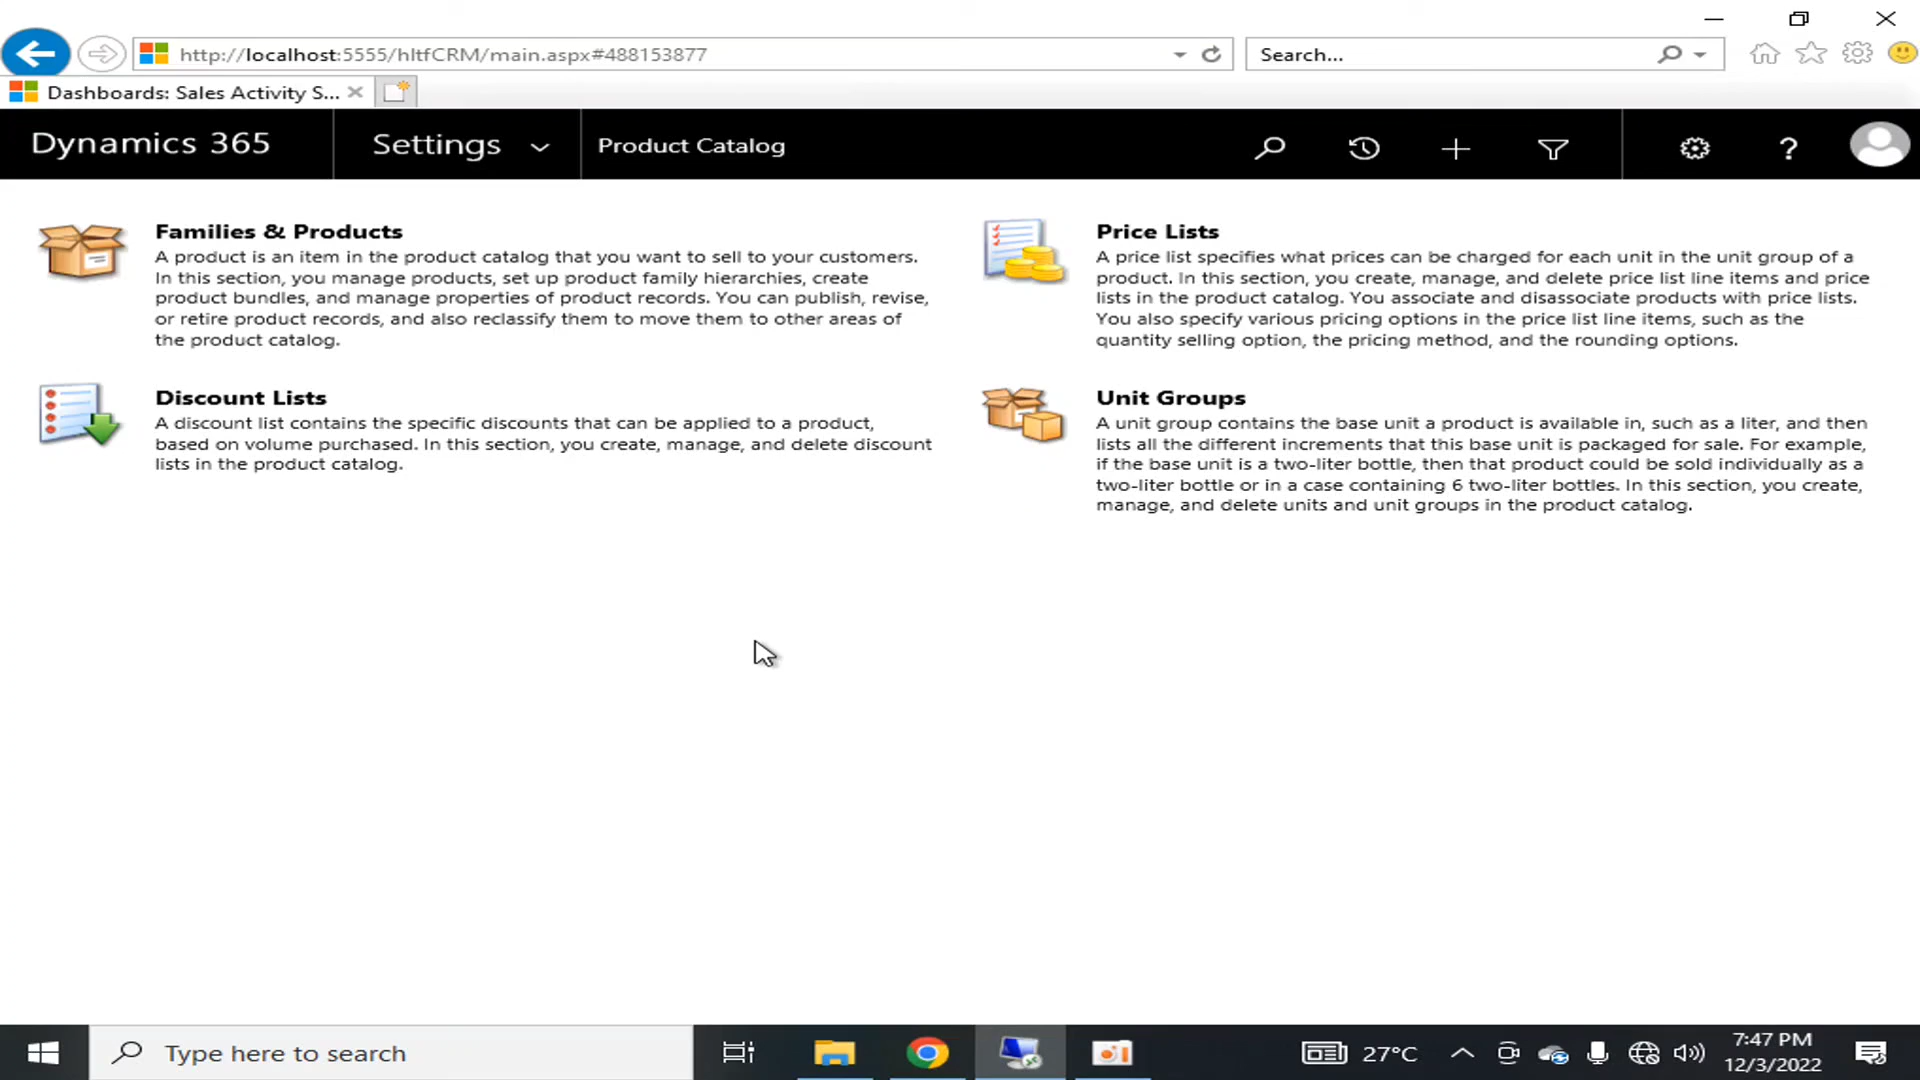 http://localhost:5555/hltfCRM/main.aspx#488153877
Search...
Dashboards: Sales Activity S...
Dynamics 365
Settings
Product Catalog
Families & Products
A product is an item in the product catalog that you want to sell to your customers.
In this section, you manage products, set up product family hierarchies, create
product bundles, and manage properties of product records. You can publish, revise,
or retire product records, and also reclassify them to move them to other areas of
the product catalog.
Price Lists
A price list specifies what prices can be charged for each unit in the unit group of a
product. In this section, you create, manage, and delete price list line items and price
lists in the product catalog. You associate and disassociate products with price lists.
You also specify various pricing options in the price list line items, such as the
quantity selling option, the pricing method, and the rounding options.
Discount Lists
A discount list contains the specific discounts that can be applied to a product,
based on volume purchased. In this section, you create, manage, and delete discount
lists in the product catalog.
Unit Groups
A unit group contains the base unit a product is available in, such as a liter, and then
lists all the different increments that this base unit is packaged for sale. For example,
if the base unit is a two-liter bottle, then that product could be sold individually as a
two-liter bottle or in a case containing 6 two-liter bottles. In this section, you create,
manage, and delete units and unit groups in the product catalog.
Type here to search
27°C
7:47 PM
12/3/2022